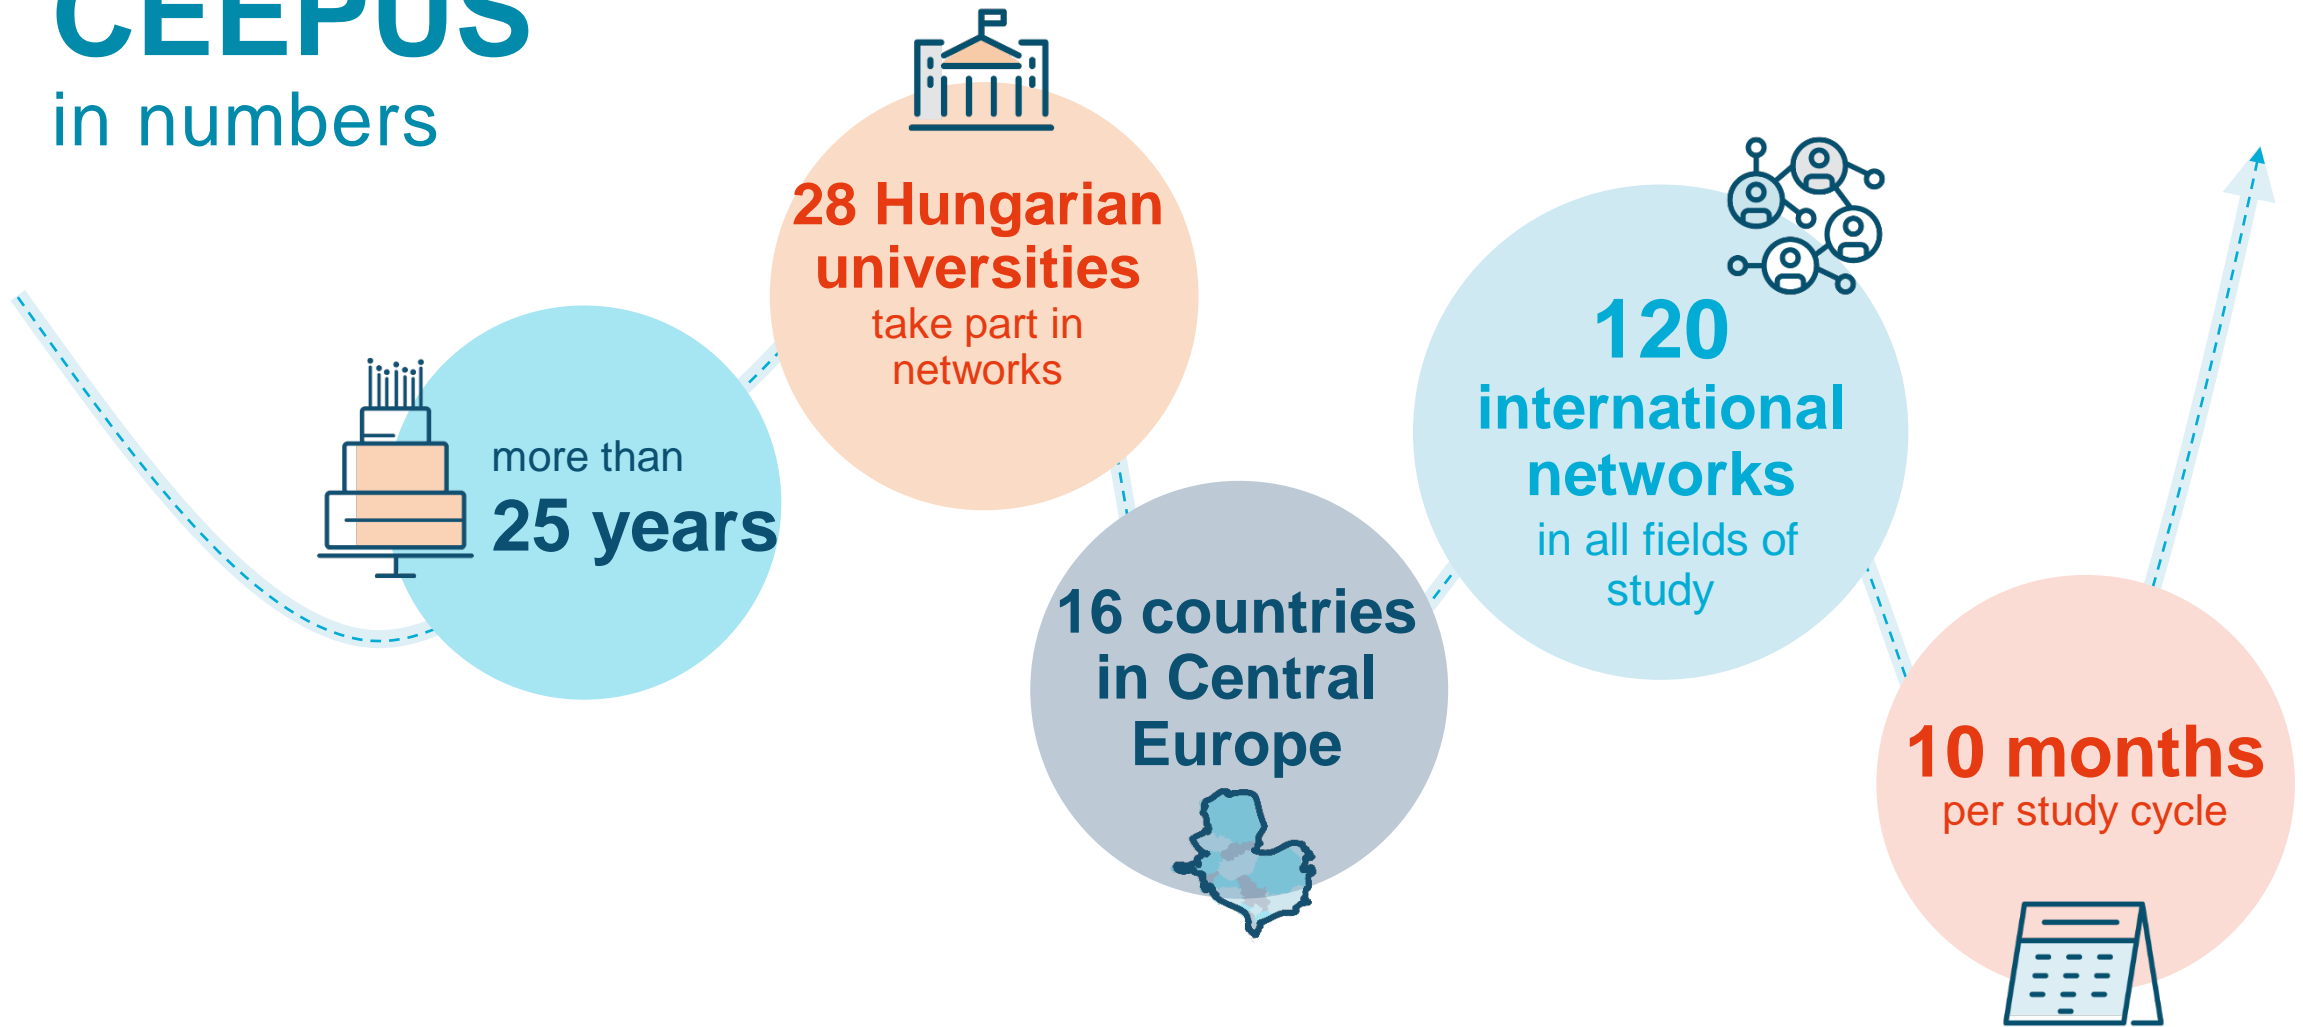 CEEPUS
in numbers
more than
25 years
28 Hungarian
universities
take part in
networks
16 countries
in Central
Europe
120
international
networks
in all fields of
study
10 months
per study cycle